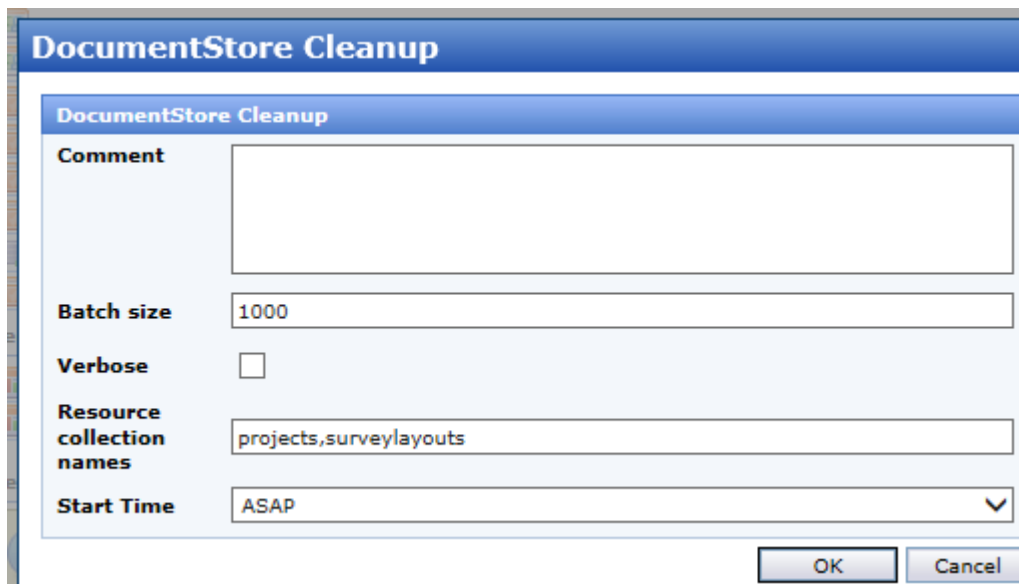 DocumentStore Cleanup
DocumentStore Cleanup
Comment
Batch size
1000
Verbose
Resource
collection
names
projects,surveylayouts
Start Time
ASAP
OK
Cancel